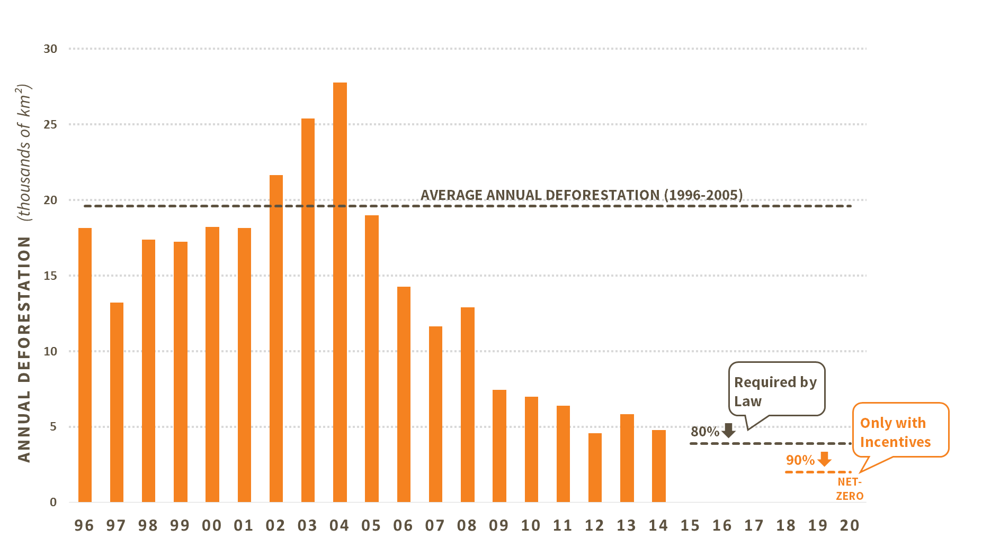 30
25
20
15
10
5
0
ANNUAL DEFORESTATION (thousands of km²)
AVERAGE ANNUAL DEFORESTATION (1996-2005)
Required by
Law
80%
Only with
Incentives
90%
NET-
ZERO
96 97 98 99 00 01 02 03 04 05 06 07 08 09 10 11 12 13 14 15 16 17 18 19 20